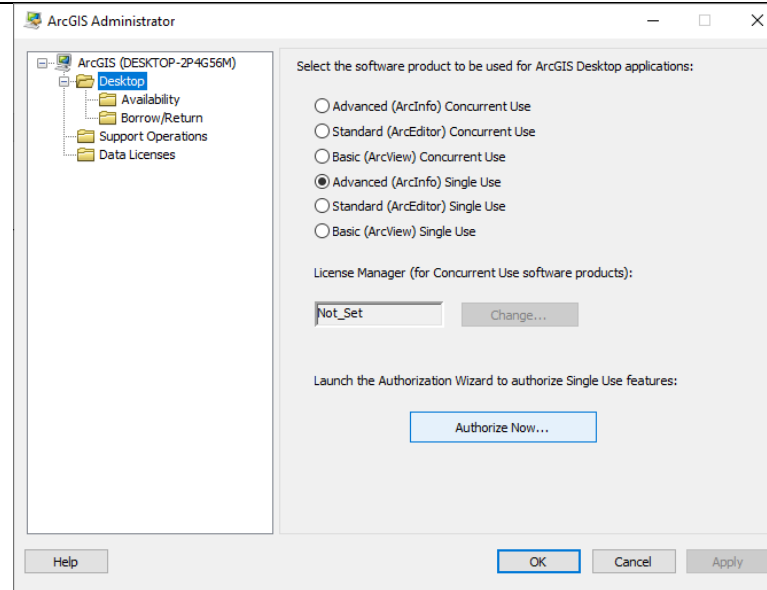 ArcGIS Administrator
ArcGIS (DESKTOP-2P4G56M)
Desktop
Availability
Borrow/Return
Support Operations
Data Licenses
Select the software product to be used for ArcGIS Desktop applications:
Advanced (ArcInfo) Concurrent Use
Standard (ArcEditor) Concurrent Use
Basic (ArcView) Concurrent Use
Advanced (ArcInfo) Single Use
Standard (ArcEditor) Single Use
Basic (ArcView) Single Use
License Manager (for Concurrent Use software products):
Not_Set
Change...
Launch the Authorization Wizard to authorize Single Use features:
Authorize Now...
Help
OK
Cancel
Apply